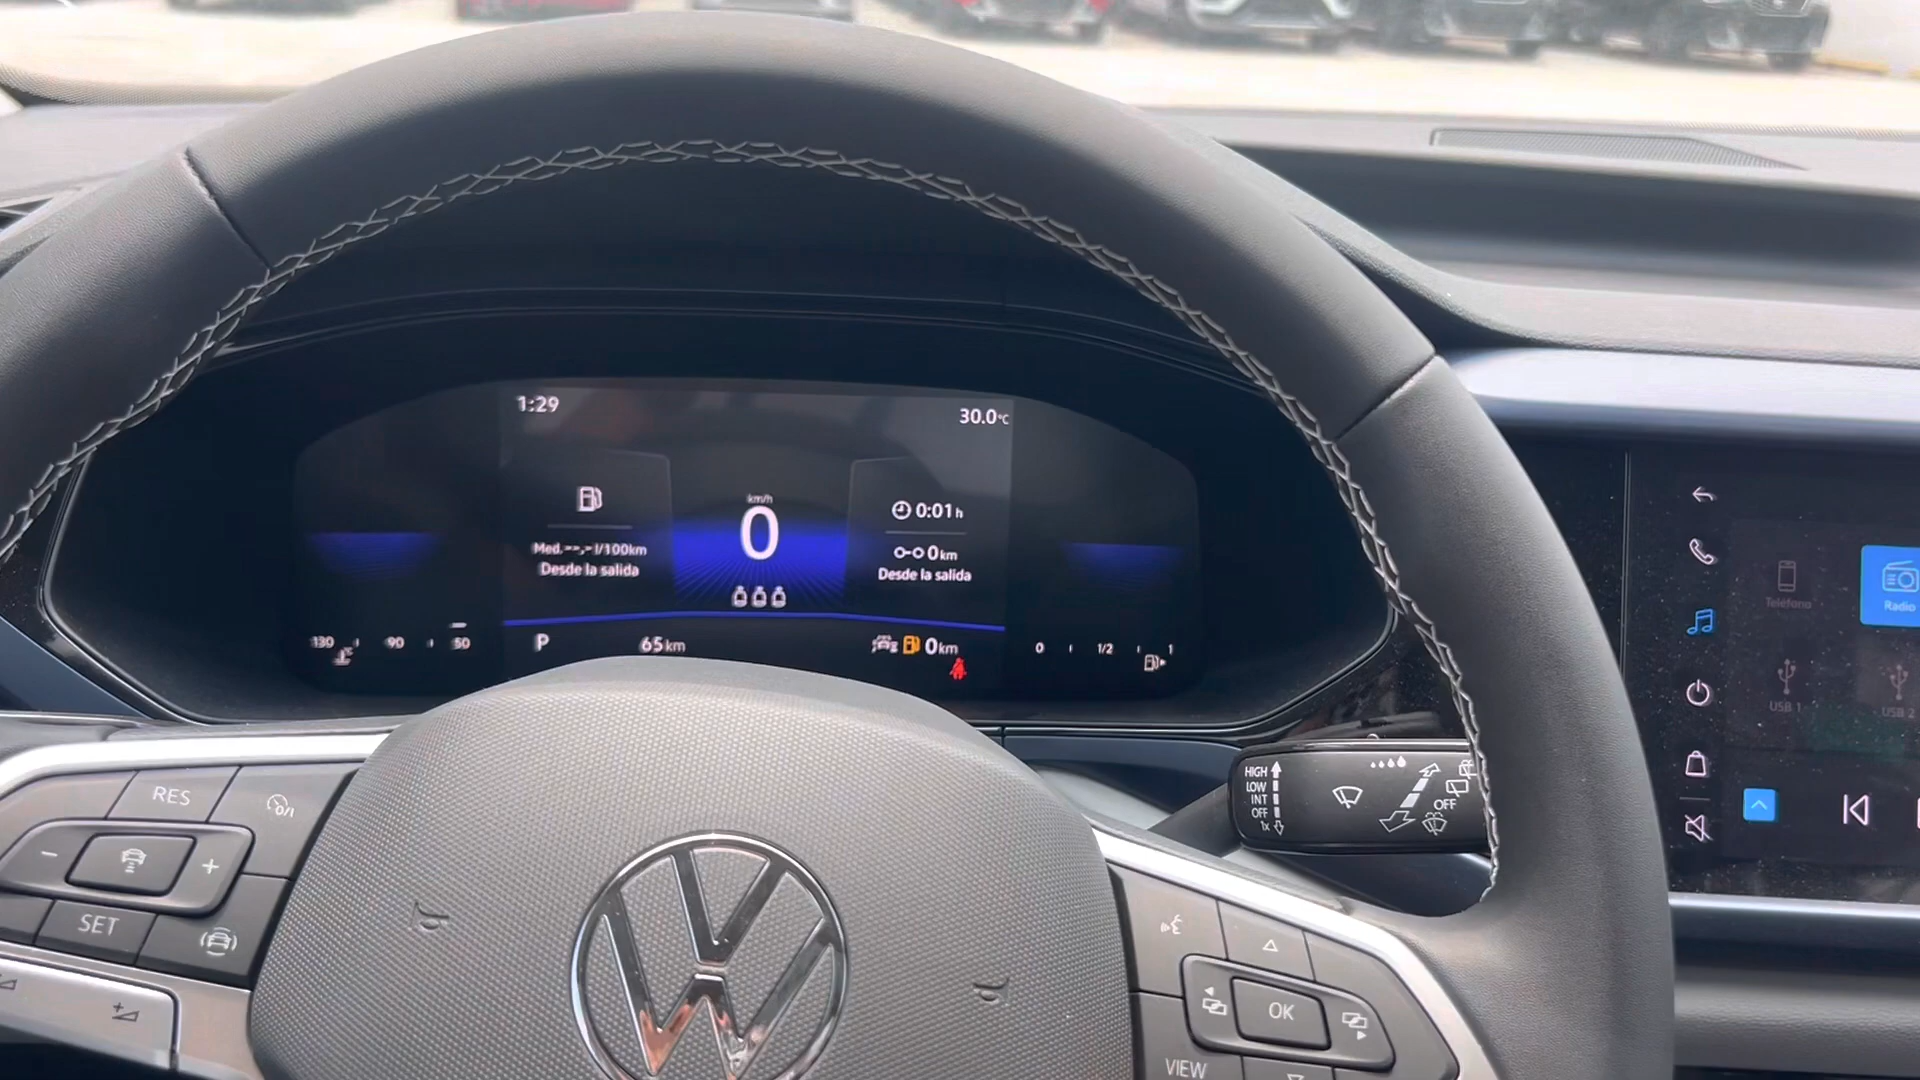 1:29
30.0°C
km/h
0
Med. --,- l/100km
Desde la salida
0:01 h
0 km
Desde la salida
130
90
50
P
65 km
0 km
0
1/2
1
RES
SET
HIGH
LOW
INT
OFF
1x
OFF
OK
VIEW
Teléfono
Radio
USB 1
USB 2